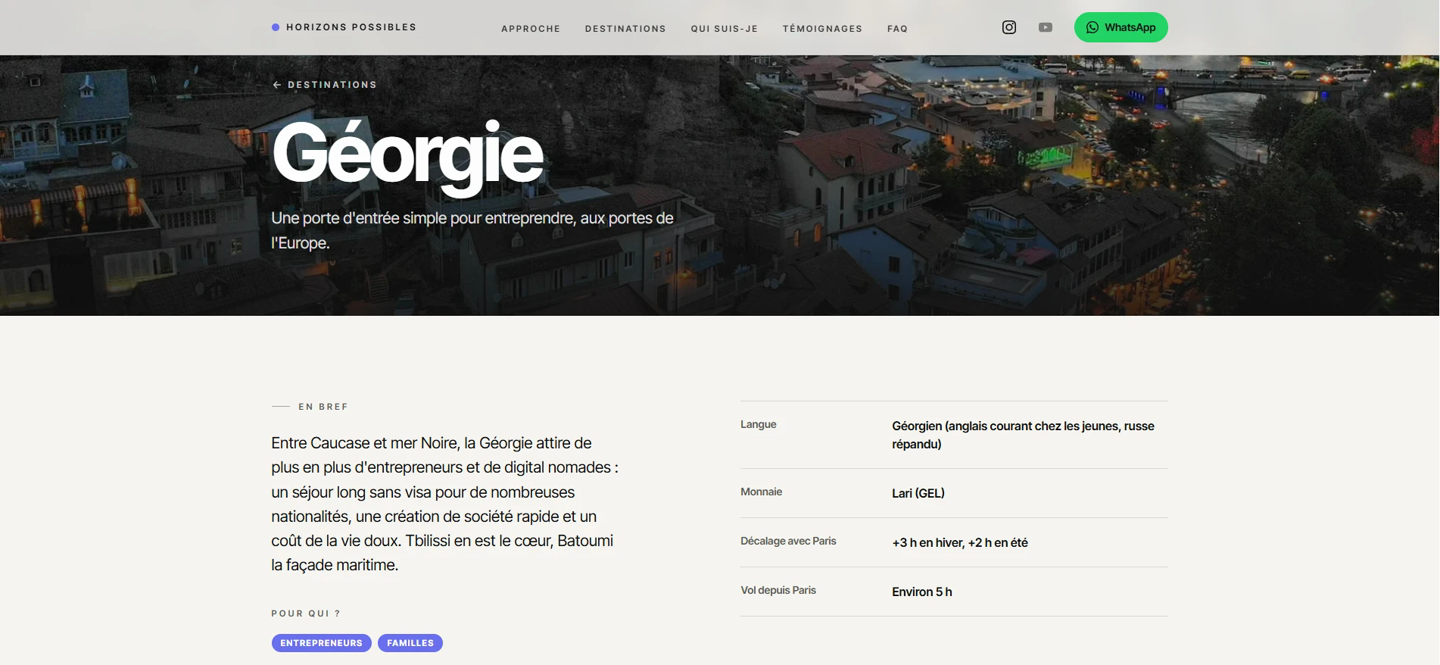 HORIZONS POSSIBLES
APPROCHE
DESTINATIONS
QUI SUIS-JE
TÉMOIGNAGES
FAQ
WhatsApp
← DESTINATIONS
Géorgie
Une porte d'entrée simple pour entreprendre, aux portes de
l'Europe.
EN BREF
Entre Caucase et mer Noire, la Géorgie attire de
plus en plus d'entrepreneurs et de digital nomades :
un séjour long sans visa pour de nombreuses
nationalités, une création de société rapide et un
coût de la vie doux. Tbilissi en est le cœur, Batoumi
la façade maritime.
POUR QUI ?
ENTREPRENEURS
FAMILLES
Langue
Géorgien (anglais courant chez les jeunes, russe
répandu)
Monnaie
Lari (GEL)
Décalage avec Paris
+3 h en hiver, +2 h en été
Vol depuis Paris
Environ 5 h